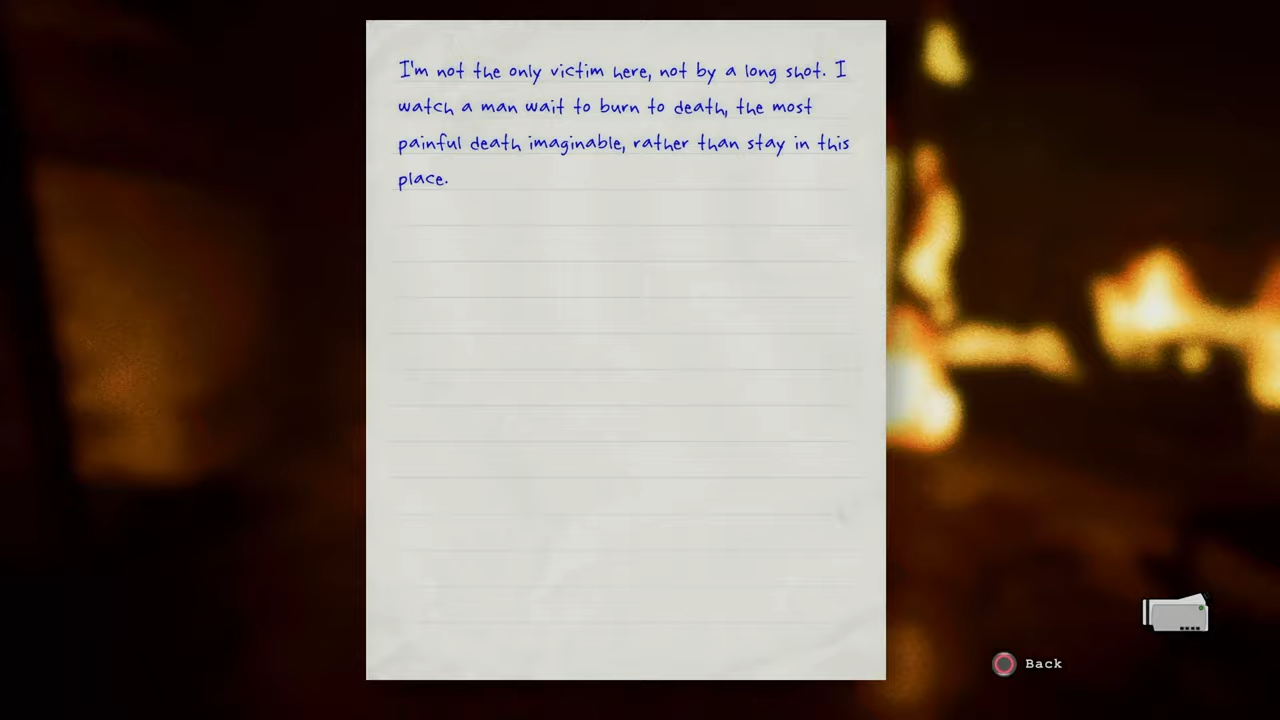 I'm not the only victim here, not by a long shot. I
watch a man wait to burn to death, the most
painful death imaginable, rather than stay in this
place.
Back